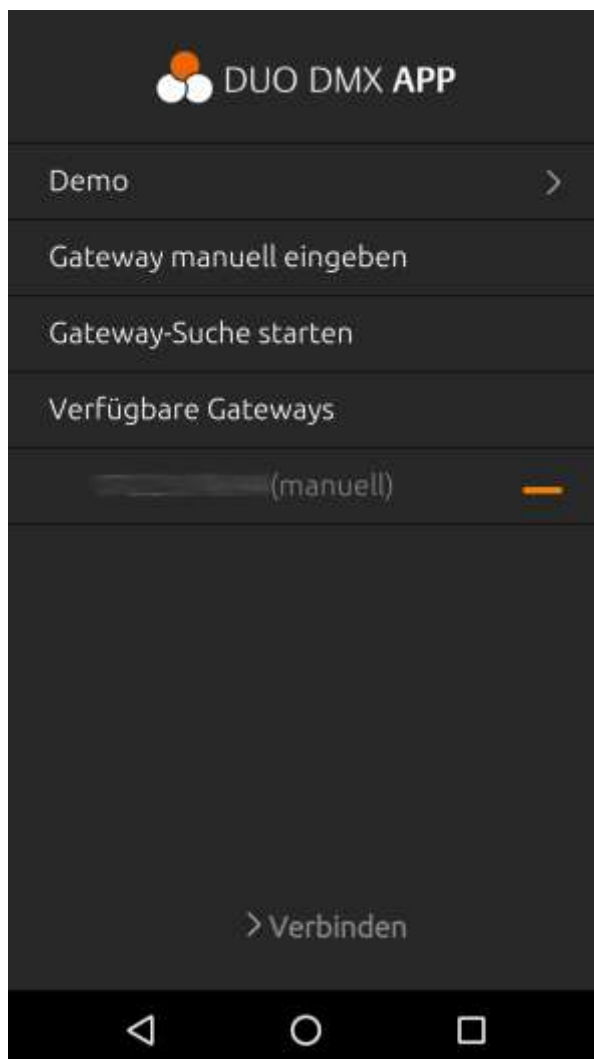 DUO DMX APP
Demo
Gateway manuell eingeben
Gateway-Suche starten
Verfügbare Gateways
(manuell)
Verbinden